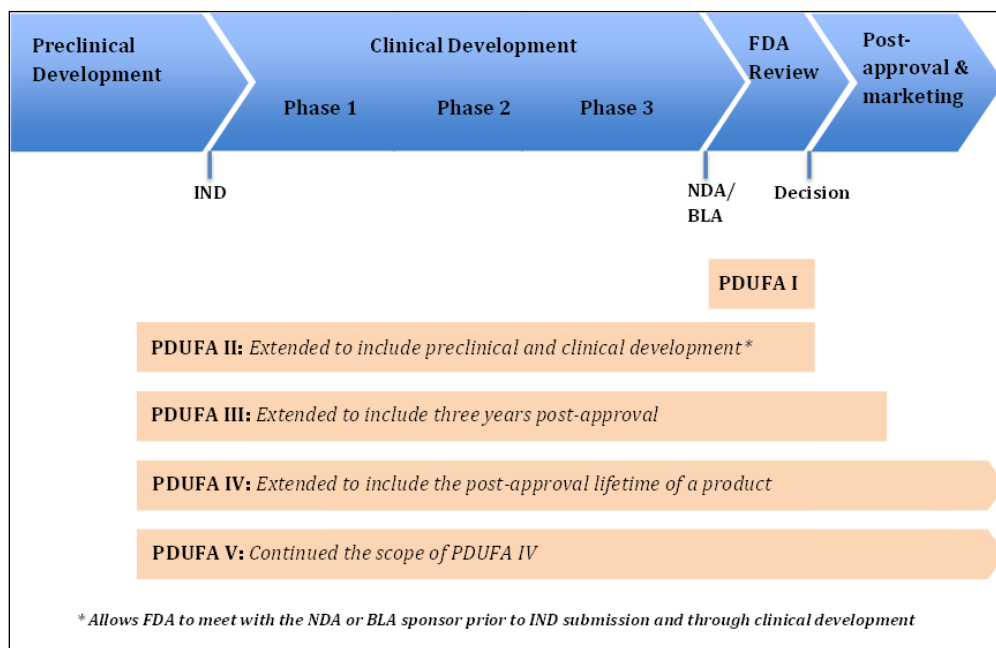 Preclinical
Development
Clinical Development
Phase 1
Phase 2
Phase 3
FDA
Review
Post-
approval &
marketing
IND
NDA/
BLA
Decision
PDUFA I
PDUFA II: Extended to include preclinical and clinical development*
PDUFA III: Extended to include three years post-approval
PDUFA IV: Extended to include the post-approval lifetime of a product
PDUFA V: Continued the scope of PDUFA IV
* Allows FDA to meet with the NDA or BLA sponsor prior to IND submission and through clinical development